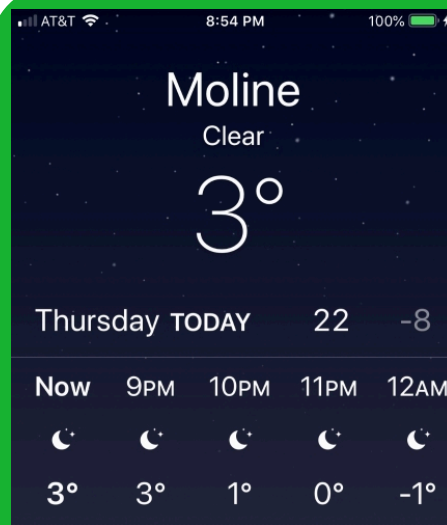 AT&T 8:54 PM 100%
Moline
Clear
3°
Thursday TODAY 22 -8
Now 9PM 10PM 11PM 12AM
3° 3° 1° 0° -1°